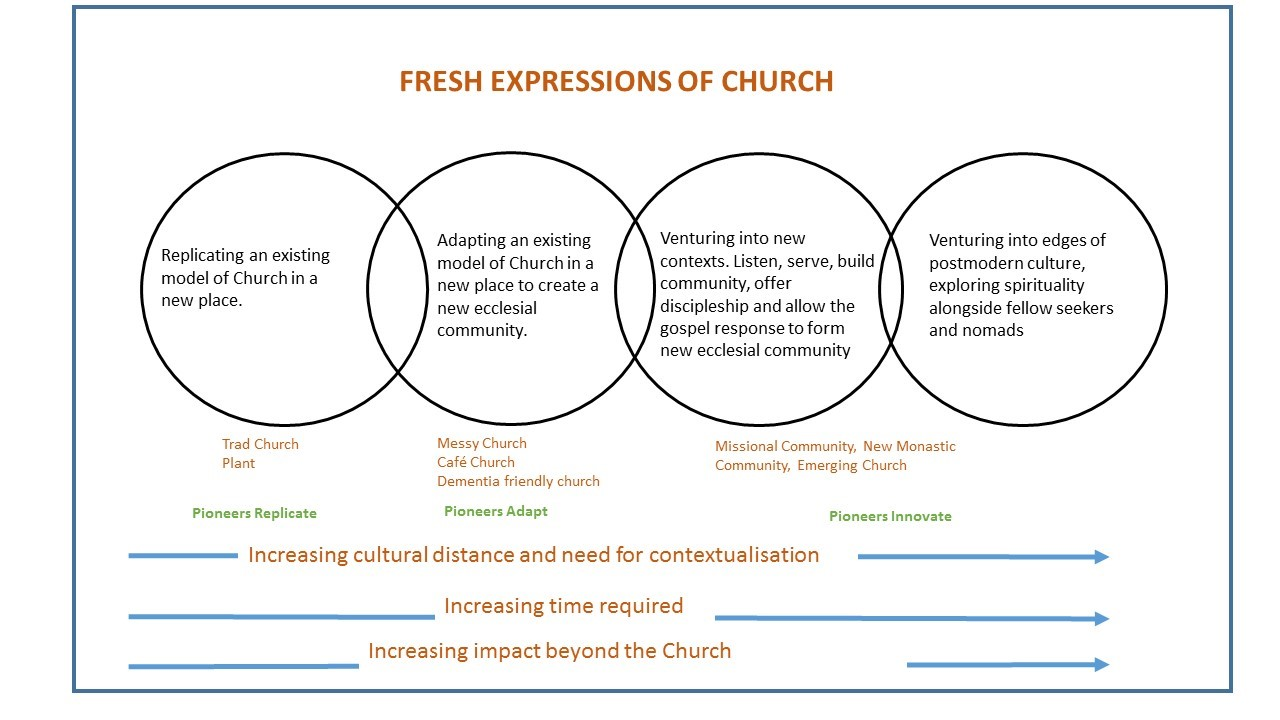 FRESH EXPRESSIONS OF CHURCH
Replicating an existing
model of Church in a
new place.
Adapting an existing
model of Church in a
new place to create a
new ecclesial
community.
Venturing into new
contexts. Listen, serve, build
community, offer
discipleship and allow the
gospel response to form
new ecclesial community
Venturing into edges of
postmodern culture,
exploring spirituality
alongside fellow seekers
and nomads
Trad Church
Plant
Messy Church
Café Church
Dementia friendly church
Missional Community, New Monastic
Community, Emerging Church
Pioneers Replicate
Pioneers Adapt
Pioneers Innovate
Increasing cultural distance and need for contextualisation
Increasing time required
Increasing impact beyond the Church